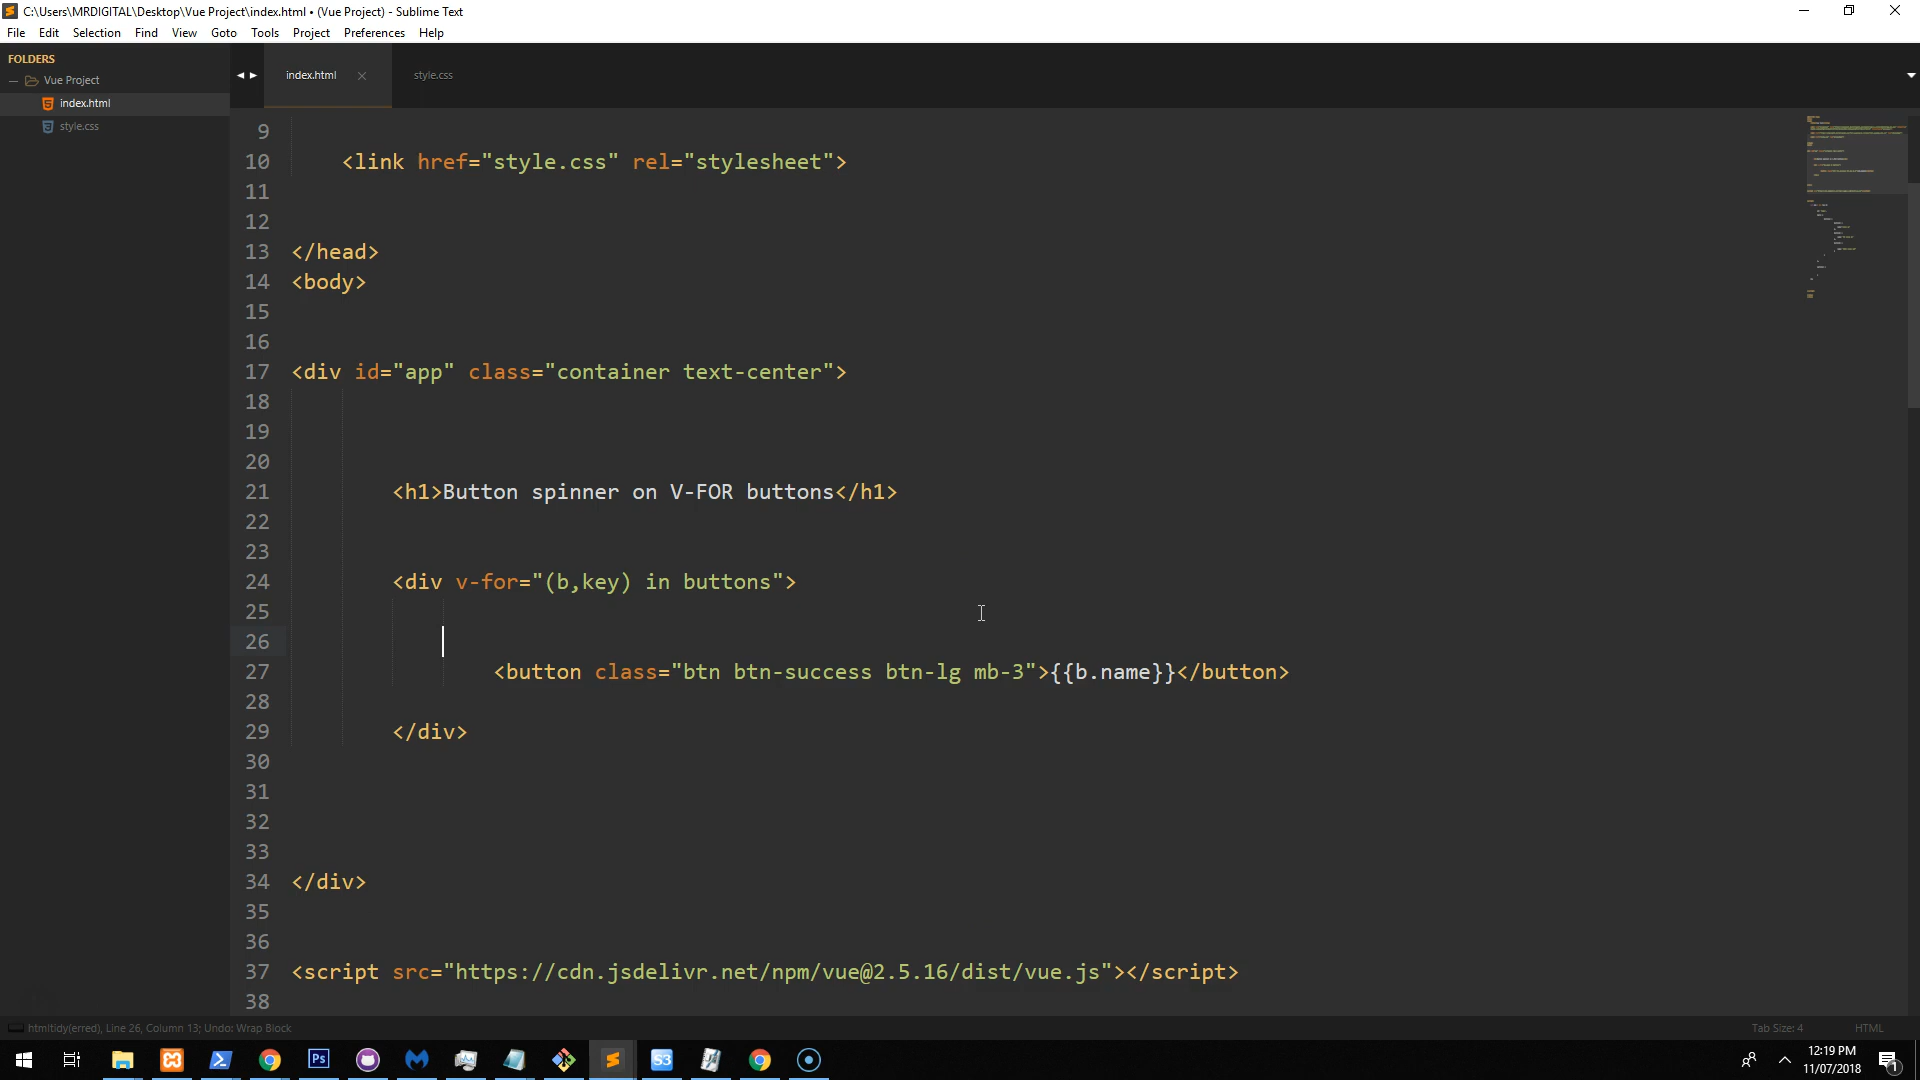 C:\Users\MRDIGITAL\Desktop\Vue Project\index.html • (Vue Project) - Sublime Text
File Edit Selection Find View Goto Tools Project Preferences Help
FOLDERS
Vue Project
index.html
style.css
index.html
style.css
9
10 <link href="style.css" rel="stylesheet">
11
12
13 </head>
14 <body>
15
16
17 <div id="app" class="container text-center">
18
19
20
21 <h1>Button spinner on V-FOR buttons</h1>
22
23
24 <div v-for="(b,key) in buttons">
25
26
27 <button class="btn btn-success btn-lg mb-3">{{b.name}}</button>
28
29 </div>
30
31
32
33
34 </div>
35
36
37 <script src="https://cdn.jsdelivr.net/npm/vue@2.5.16/dist/vue.js"></script>
38
htmltidy(erred), Line 26, Column 13; Undo: Wrap Block
Tab Size: 4 HTML
Ps
S3
12:19 PM
11/07/2018
1